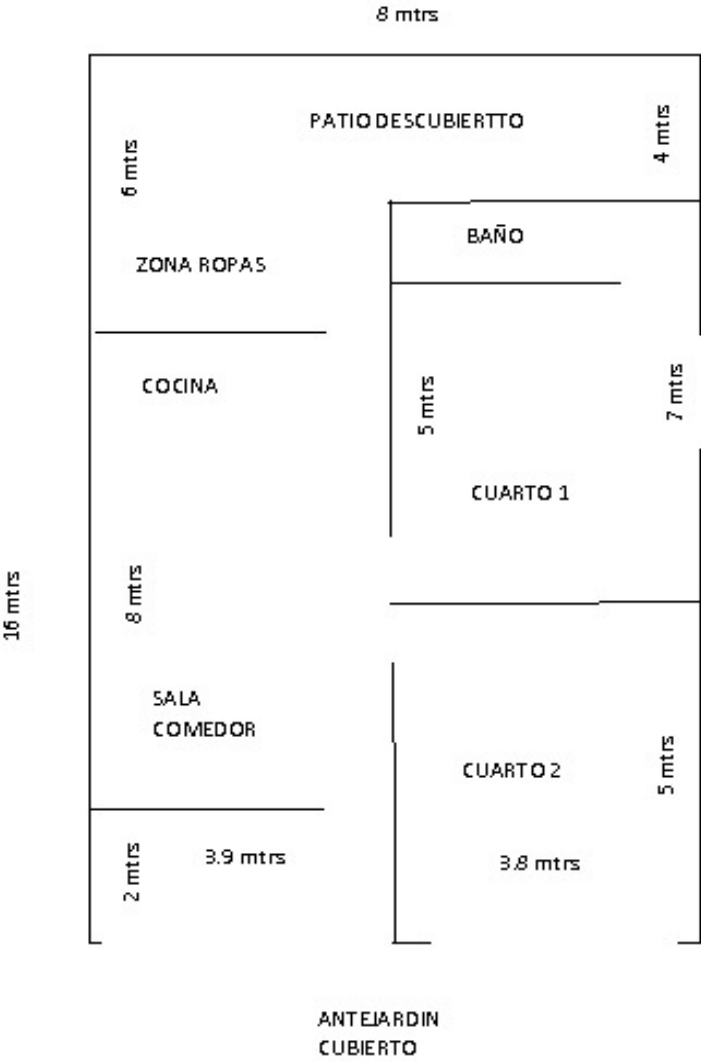 8 mtrs
PATIO DESCUBIERTTO
4 mtrs
6 mtrs
BAÑO
ZONA ROPAS
COCINA
5 mtrs
7 mtrs
CUARTO 1
16 mtrs
8 mtrs
SALA
COMEDOR
CUARTO 2
5 mtrs
2 mtrs
3.9 mtrs
3.8 mtrs
ANTEJARDIN
CUBIERTO